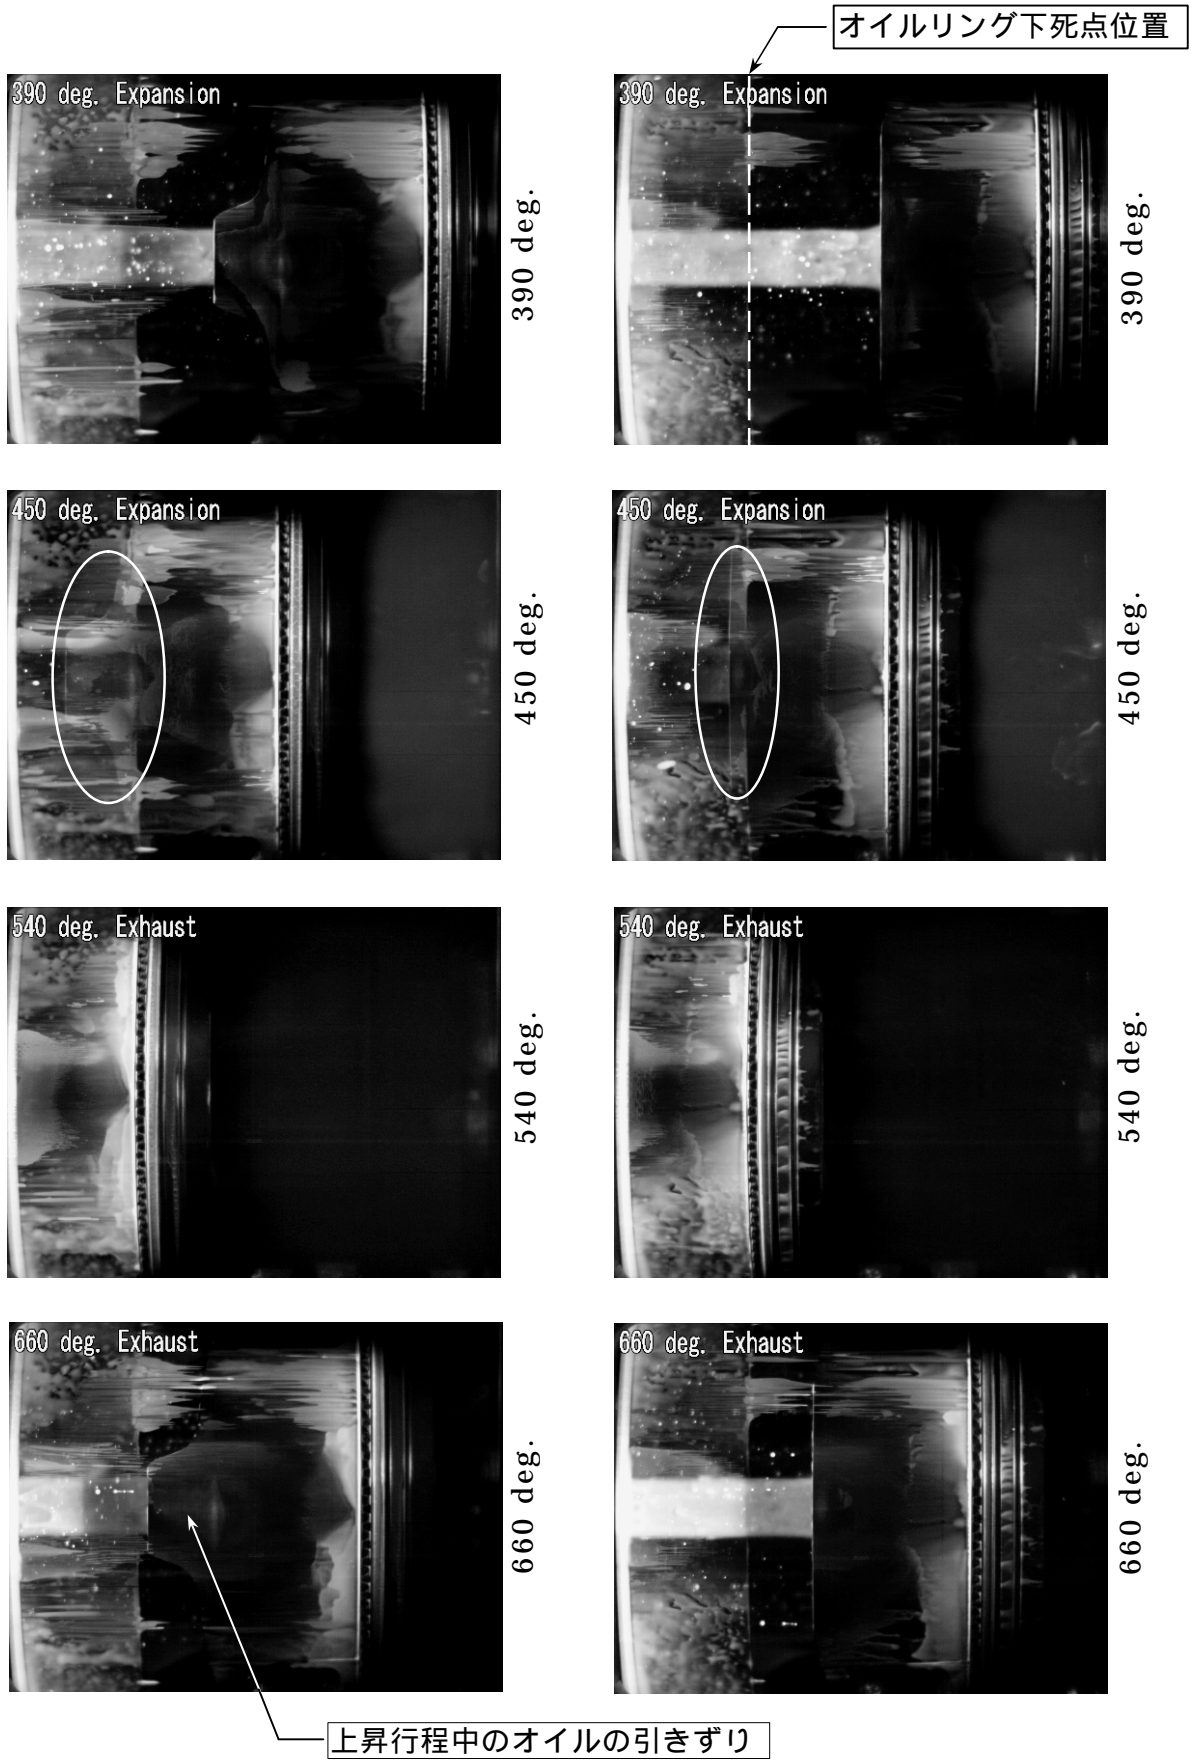 オイルリング下死点位置
390 deg. Expansion
390 deg.
390 deg. Expansion
390 deg.
450 deg. Expansion
450 deg.
450 deg. Expansion
450 deg.
540 deg. Exhaust
540 deg.
540 deg. Exhaust
540 deg.
660 deg. Exhaust
660 deg.
660 deg. Exhaust
660 deg.
上昇行程中のオイルの引きずり